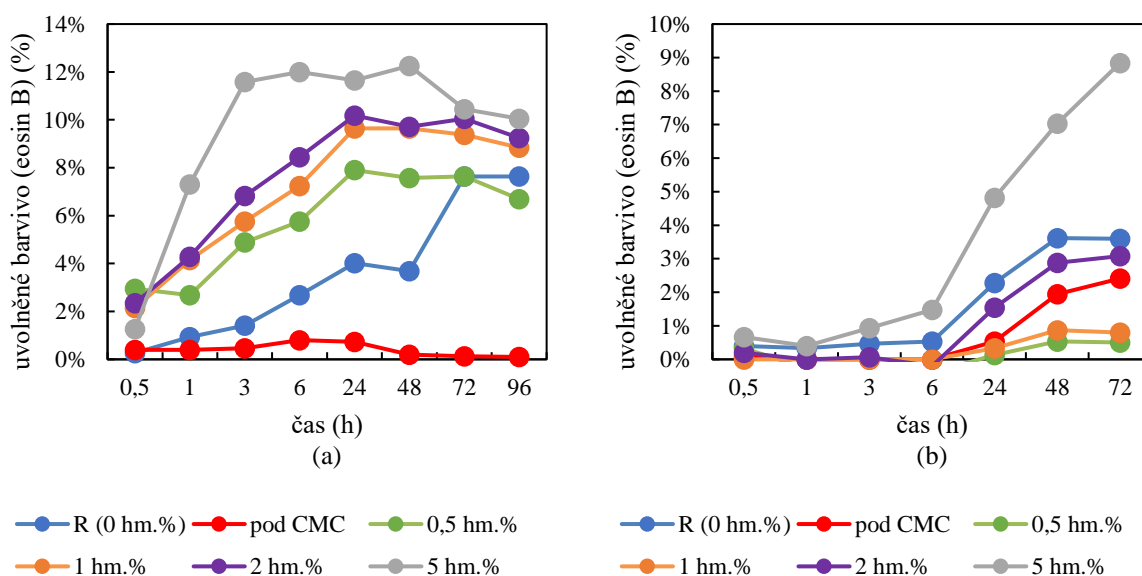 uvolněné barvivo (eosin B) (%)
14%
12%
10%
8%
6%
4%
2%
0%
0,5 1 3 6 24 48 72 96
čas (h)
(a)
uvolněné barvivo (eosin B) (%)
10%
9%
8%
7%
6%
5%
4%
3%
2%
1%
0%
0,5 1 3 6 24 48 72
čas (h)
(b)
R (0 hm.%) pod CMC 0,5 hm.%
1 hm.% 2 hm.% 5 hm.%
R (0 hm.%) pod CMC 0,5 hm.%
1 hm.% 2 hm.% 5 hm.%